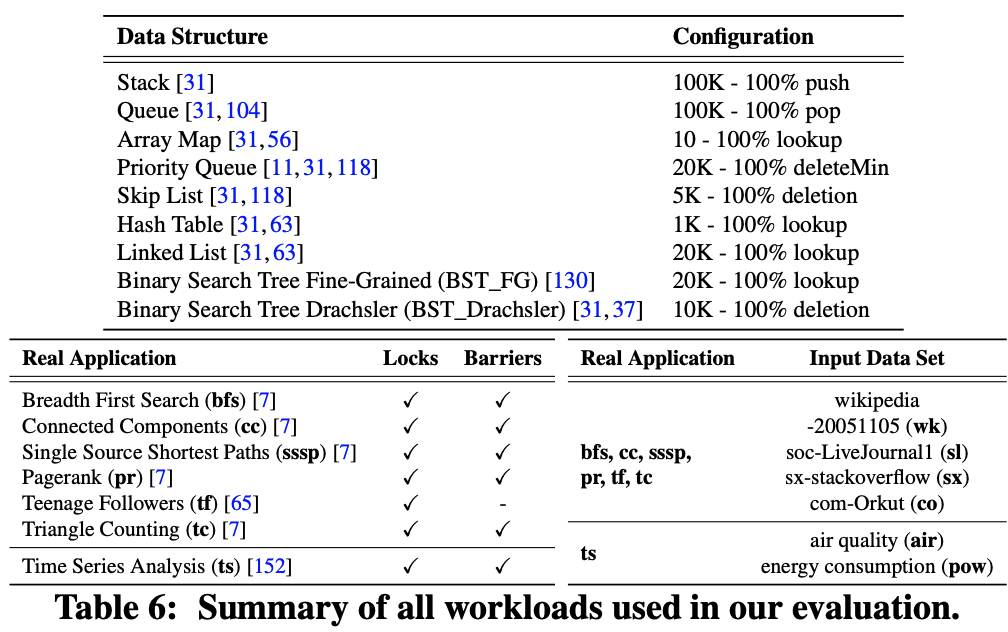 Data Structure Configuration
Stack [31] 100K - 100% push
Queue [31,104] 100K - 100% pop
Array Map [31,56] 10 - 100% lookup
Priority Queue [11,31,118] 20K - 100% deleteMin
Skip List [31,118] 5K - 100% deletion
Hash Table [31,63] 1K - 100% lookup
Linked List [31,63] 20K - 100% lookup
Binary Search Tree Fine-Grained (BST_FG) [130] 20K - 100% lookup
Binary Search Tree Drachsler (BST_Drachsler) [31,37] 10K - 100% deletion
Real Application Locks Barriers
Breadth First Search (bfs) [7] ✓ ✓
Connected Components (cc) [7] ✓ ✓
Single Source Shortest Paths (sssp) [7] ✓ ✓
Pagerank (pr) [7] ✓ ✓
Teenage Followers (tf) [65] ✓ -
Triangle Counting (tc) [7] ✓ ✓
Time Series Analysis (ts) [152] ✓ ✓
Real Application Input Data Set
bfs, cc, sssp,
pr, tf, tc
wikipedia
-20051105 (wk)
soc-LiveJournal1 (sl)
sx-stackoverflow (sx)
com-Orkut (co)
ts
air quality (air)
energy consumption (pow)
Table 6: Summary of all workloads used in our evaluation.